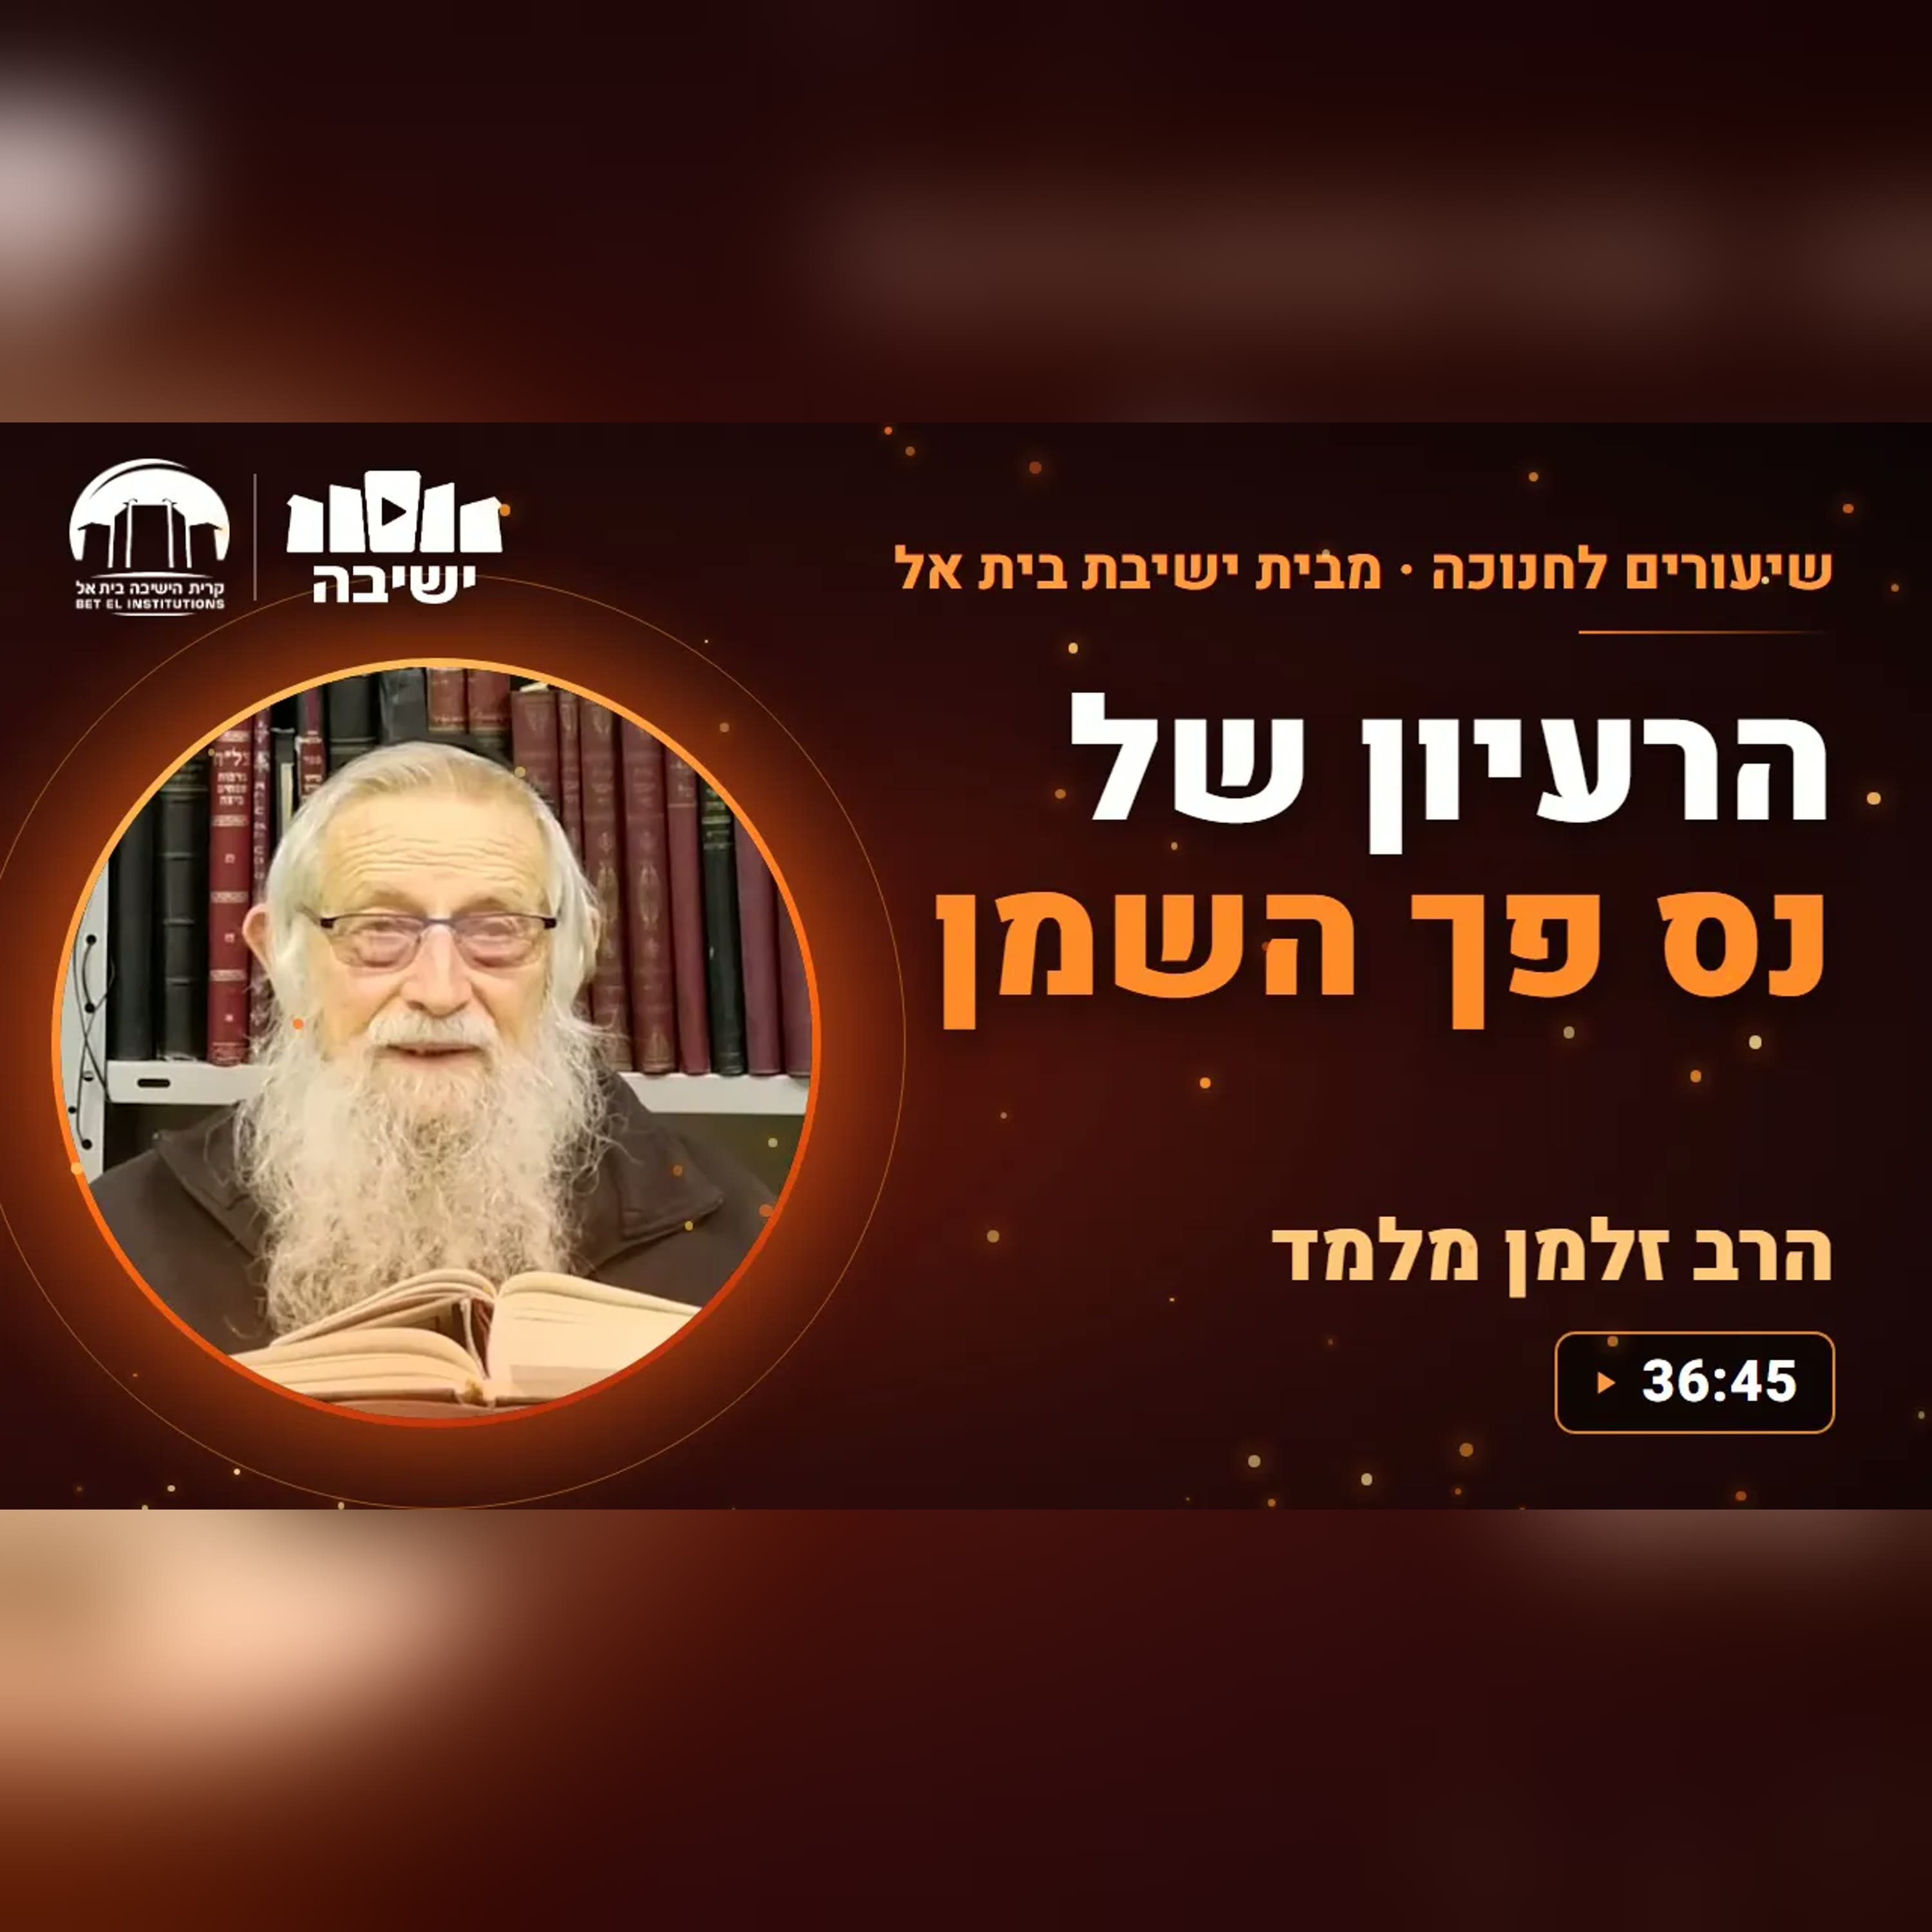 קרית הישיבה בית אל
BET EL INSTITUTIONS
ישיבה
שיעורים לחנוכה · מבית ישיבת בית אל
הרעיון של
נס פך השמן
הרב זלמן מלמד
36:45